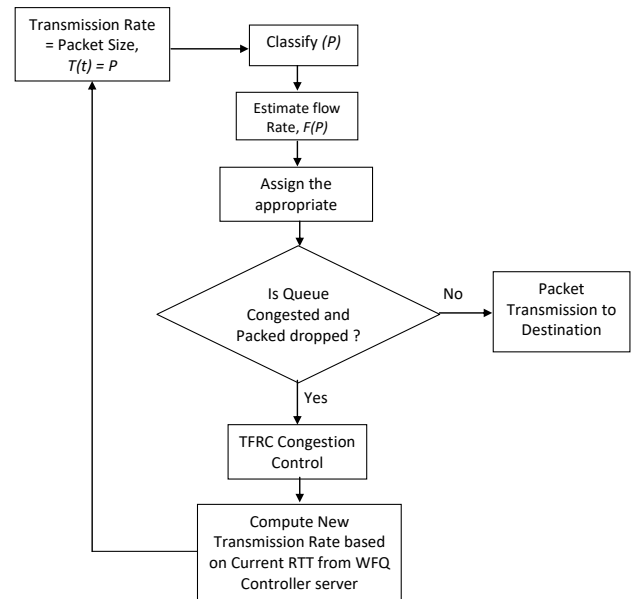 Transmission Rate
= Packet Size,
T(t) = P
Classify (P)
Estimate flow
Rate, F(P)
Assign the
appropriate
Is Queue
Congested and
Packed dropped ?
No
Packet
Transmission to
Destination
Yes
TFRC Congestion
Control
Compute New
Transmission Rate based
on Current RTT from WFQ
Controller server